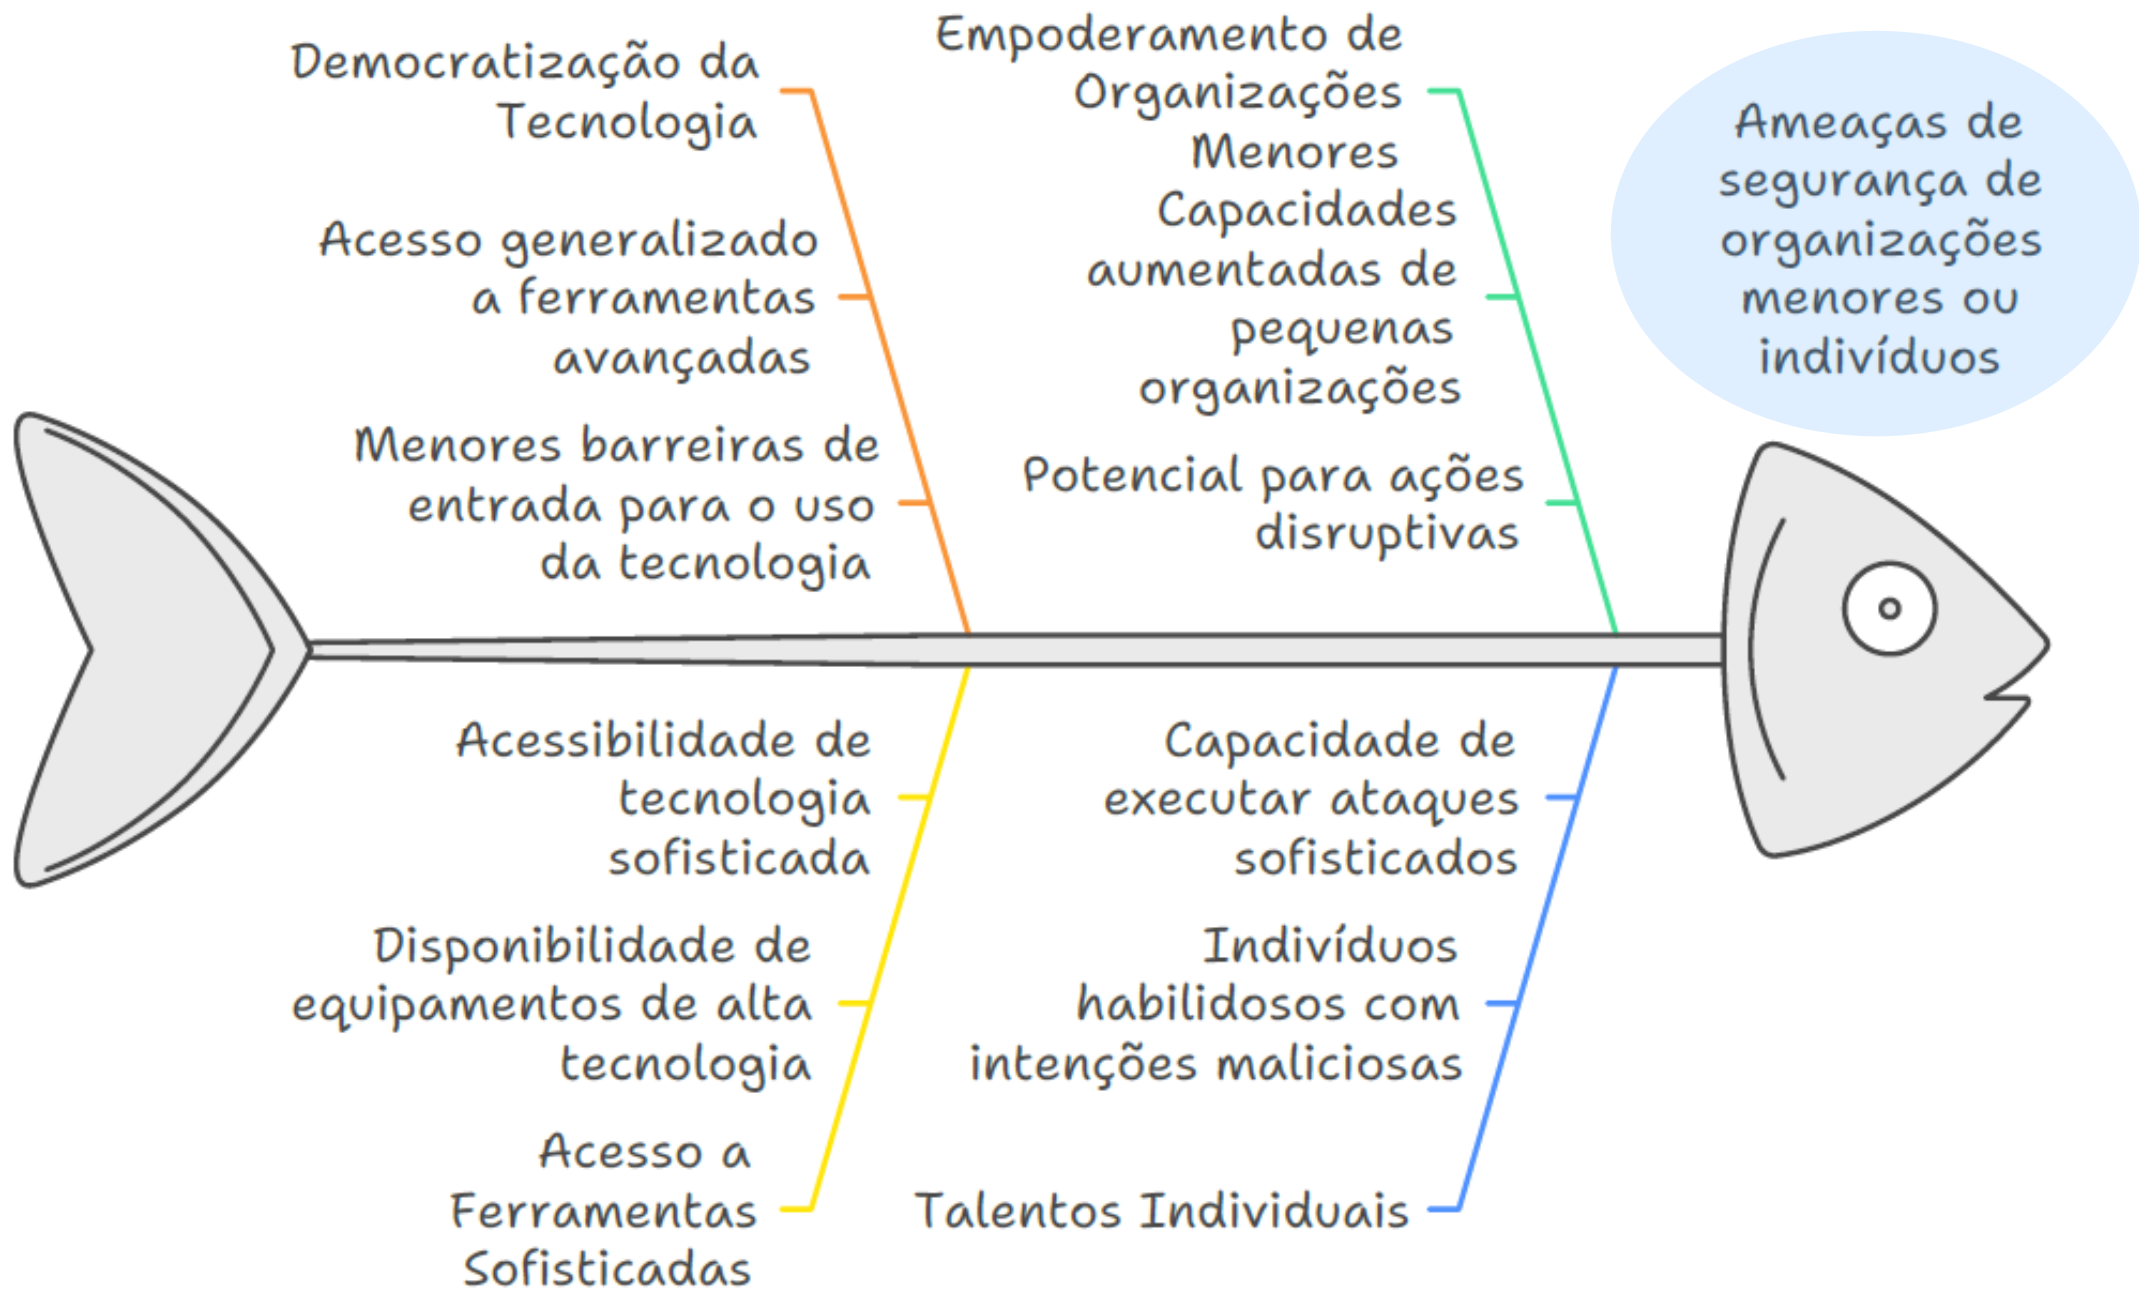 Democratização da
Tecnologia
Acesso generalizado
a ferramentas
avançadas
Menores barreiras de
entrada para o uso
da tecnologia
Empoderamento de
Organizações
Menores
Capacidades
aumentadas de
pequenas
organizações
Potencial para ações
disruptivas
Ameaças de
segurança de
organizações
menores ou
indivíduos
Acessibilidade de
tecnologia
sofisticada
Disponibilidade de
equipamentos de alta
tecnologia
Acesso a
Ferramentas
Sofisticadas
Capacidade de
executar ataques
sofisticados
Indivíduos
habilidosos com
intenções maliciosas
Talentos Individuais